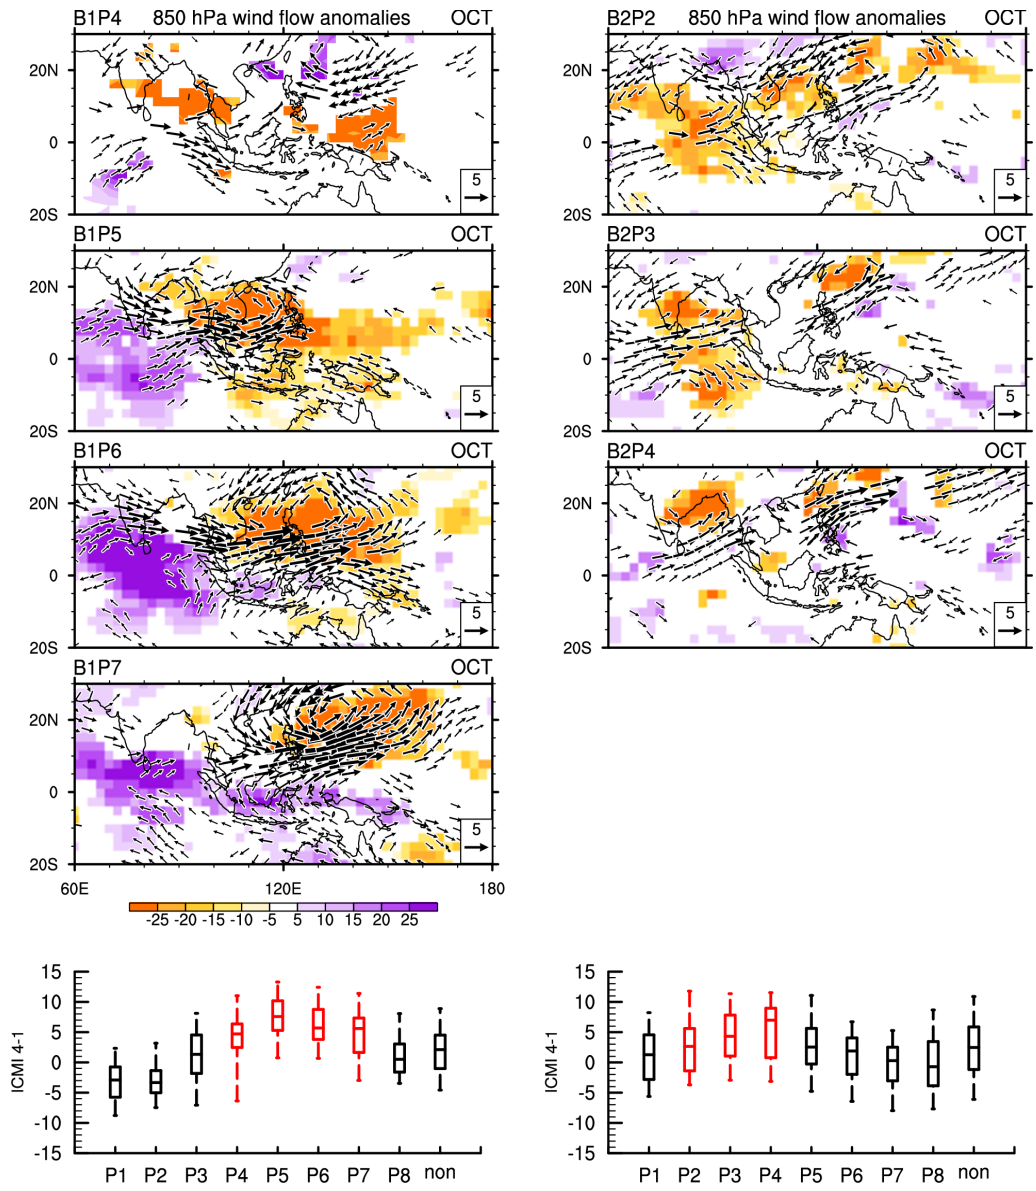 B1P4 850 hPa wind flow anomalies OCT
20N
0
20S
5
B1P5 OCT
20N
0
20S
5
B1P6 OCT
20N
0
20S
5
B1P7 OCT
20N
0
20S
5
60E 120E 180
-25 -20 -15 -10 -5 5 10 15 20 25
B2P2 850 hPa wind flow anomalies OCT
20N
0
20S
5
B2P3 OCT
20N
0
20S
5
B2P4 OCT
20N
0
20S
5
ICMI 4-1
15
10
5
0
-5
-10
-15
P1 P2 P3 P4 P5 P6 P7 P8 non
ICMI 4-1
15
10
5
0
-5
-10
-15
P1 P2 P3 P4 P5 P6 P7 P8 non